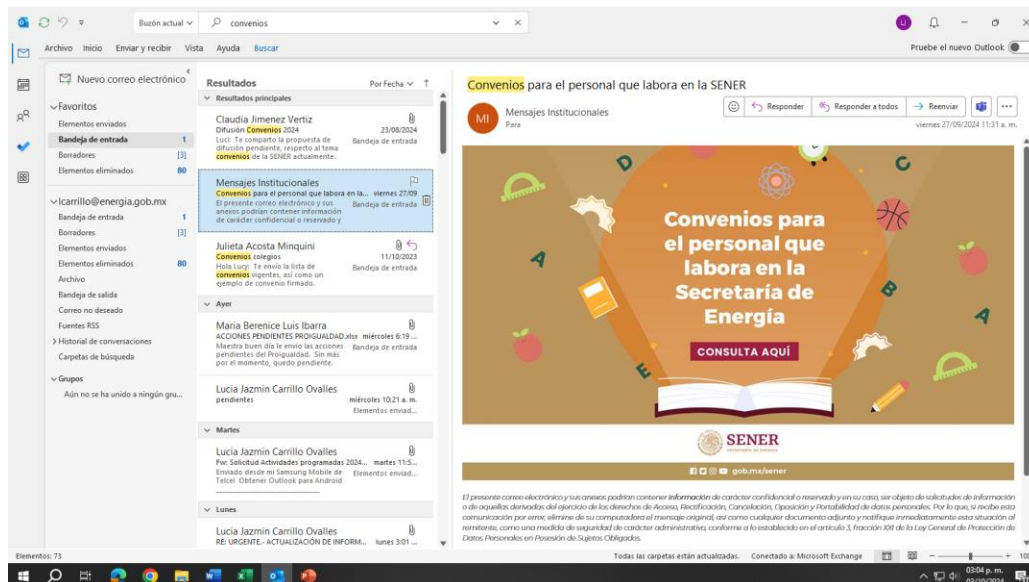 Buzón actual
convenios
LI
Archivo Inicio Enviar y recibir Vista Ayuda Buscar
Pruebe el nuevo Outlook
Nuevo correo electrónico
Favoritos
Elementos enviados
Bandeja de entrada 1
Borradores [3]
Elementos eliminados 80
lcarrillo@energia.gob.mx
Bandeja de entrada 1
Borradores [3]
Elementos enviados
Elementos eliminados 80
Archivo
Bandeja de salida
Correo no deseado
Fuentes RSS
Historial de conversaciones
Carpetas de búsqueda
Grupos
Aún no se ha unido a ningún gru...
Resultados Por Fecha
Resultados principales
Claudia Jimenez Vertiz
Difusión Convenios 2024 23/08/2024
Luci: Te comparto la propuesta de Bandeja de entrada
difusión pendiente, respecto al tema
convenios de la SENER actualmente.
Mensajes Institucionales
Convenios para el personal que labora en la... viernes 27/09
El presente correo electrónico y sus Bandeja de entrada
anexos podrían contener información
de carácter confidencial o reservado y
Julieta Acosta Minquini
Convenios colegios 11/10/2023
Hola Lucy: Te envío la lista de Bandeja de entrada
convenios vigentes, así como un
ejemplo de convenio firmado.
Ayer
Maria Berenice Luis Ibarra
ACCIONES PENDIENTES PROIGUALDAD.xlsx miércoles 6:19 ...
Maestra buen día le envío las acciones Bandeja de entrada
pendientes del Proigualdad. Sin más
por el momento, quedo pendiente.
Lucia Jazmin Carrillo Ovalles
pendientes miércoles 10:21 a. m.
Elementos enviad...
Martes
Lucia Jazmin Carrillo Ovalles
Fw: Solicitud Actividades programadas 2024... martes 11:5...
Enviado desde mi Samsung Mobile de Elementos enviad...
Telcel Obtener Outlook para Android
Lunes
Lucia Jazmin Carrillo Ovalles
RE: URGENTE.- ACTUALIZACIÓN DE INFORM... lunes 3:01 ...
Convenios para el personal que labora en la SENER
MI
Mensajes Institucionales
Para
Responder Responder a todos Reenviar
viernes 27/09/2024 11:31 a. m.
D
C
A
B
A
E
Convenios para
el personal que
labora en la
Secretaría de
Energía
CONSULTA AQUÍ
SENER
SECRETARÍA DE ENERGÍA
gob.mx/sener
El presente correo electrónico y sus anexos podrían contener información de carácter confidencial o reservado y en su caso, ser objeto de solicitudes de información
o de aquellas derivadas del ejercicio de los derechos de Acceso, Rectificación, Cancelación, Oposición y Portabilidad de datos personales. Por lo que, si recibe esta
comunicación por error, elimine de su computadora el mensaje original, así como cualquier documento adjunto y notifique inmediatamente esta situación al
remitente, como una medida de seguridad de carácter administrativo, conforme a lo establecido en el artículo 3, fracción XXI de la Ley General de Protección de
Datos Personales en Posesión de Sujetos Obligados.
Elementos: 73
Todas las carpetas están actualizadas. Conectado a: Microsoft Exchange
100
03:04 p. m.
03/10/2024